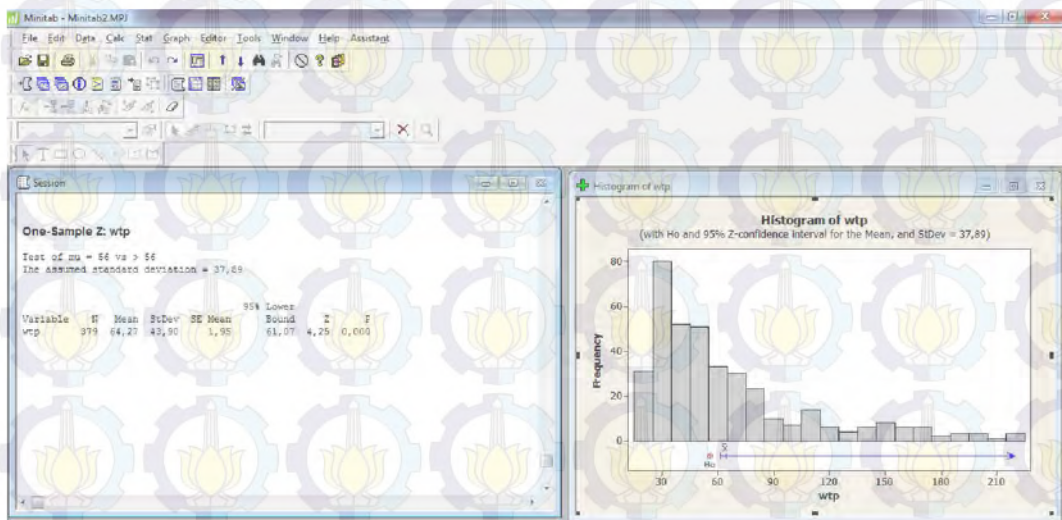 Minitab - Minitab2.MPJ
File Edit Data Calc Stat Graph Editor Tools Window Help Assistant
Session
One-Sample Z: wtp
Test of mu = 56 vs > 56
The assumed standard deviation = 37,89
95% Lower
Variable N Mean StDev SE Mean Bound Z P
wtp 379 64,27 43,90 1,95 61,07 4,25 0,000
Histogram of wtp
Histogram of wtp
(with Ho and 95% Z-confidence interval for the Mean, and StDev = 37,89)
Frequency
80
60
40
20
0
Ho
30 60 90 120 150 180 210
wtp